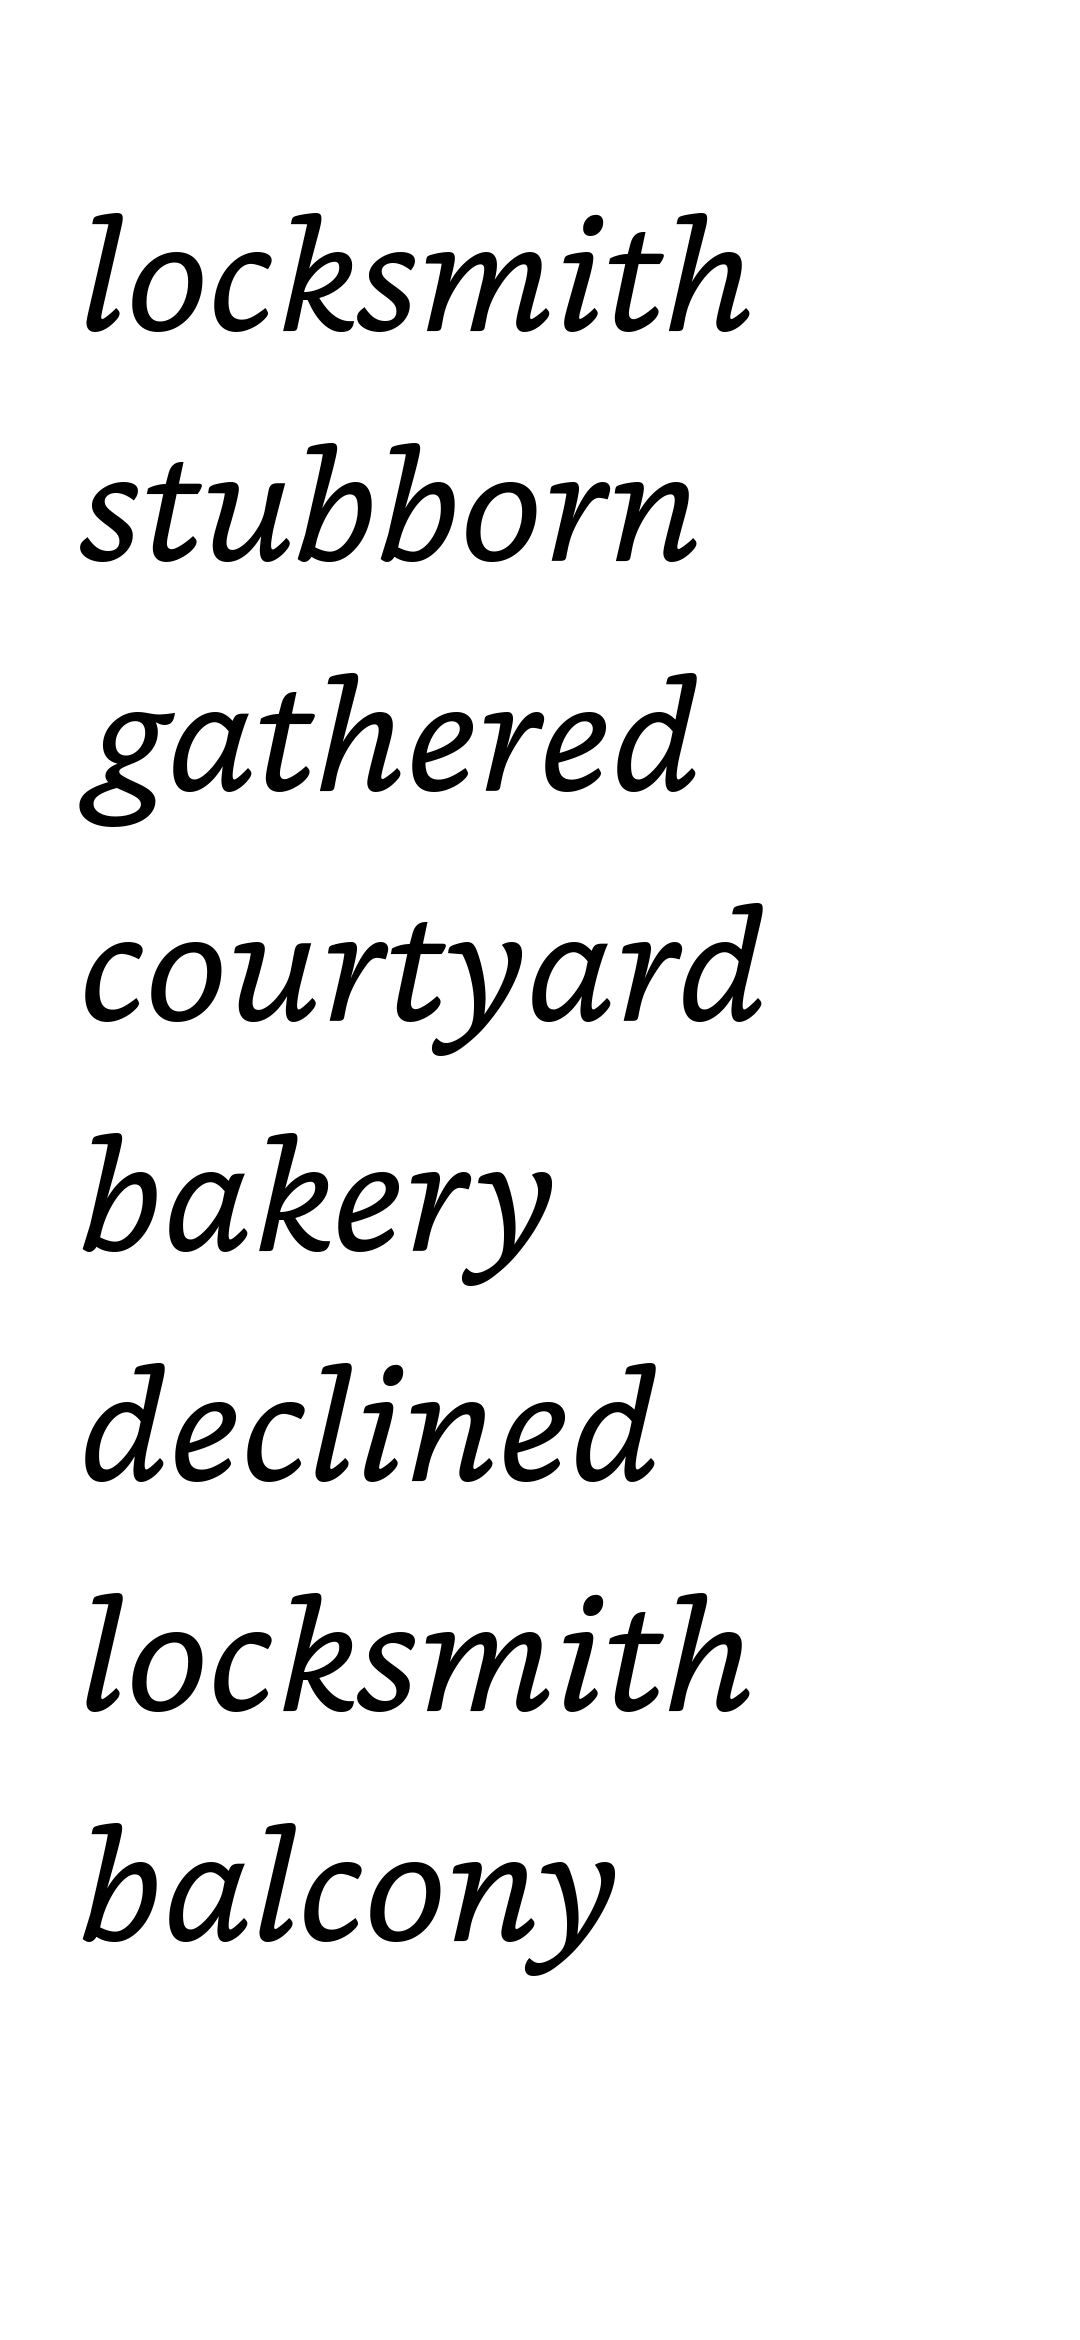 locksmith
stubborn
gathered
courtyard
bakery
declined
locksmith
balcony